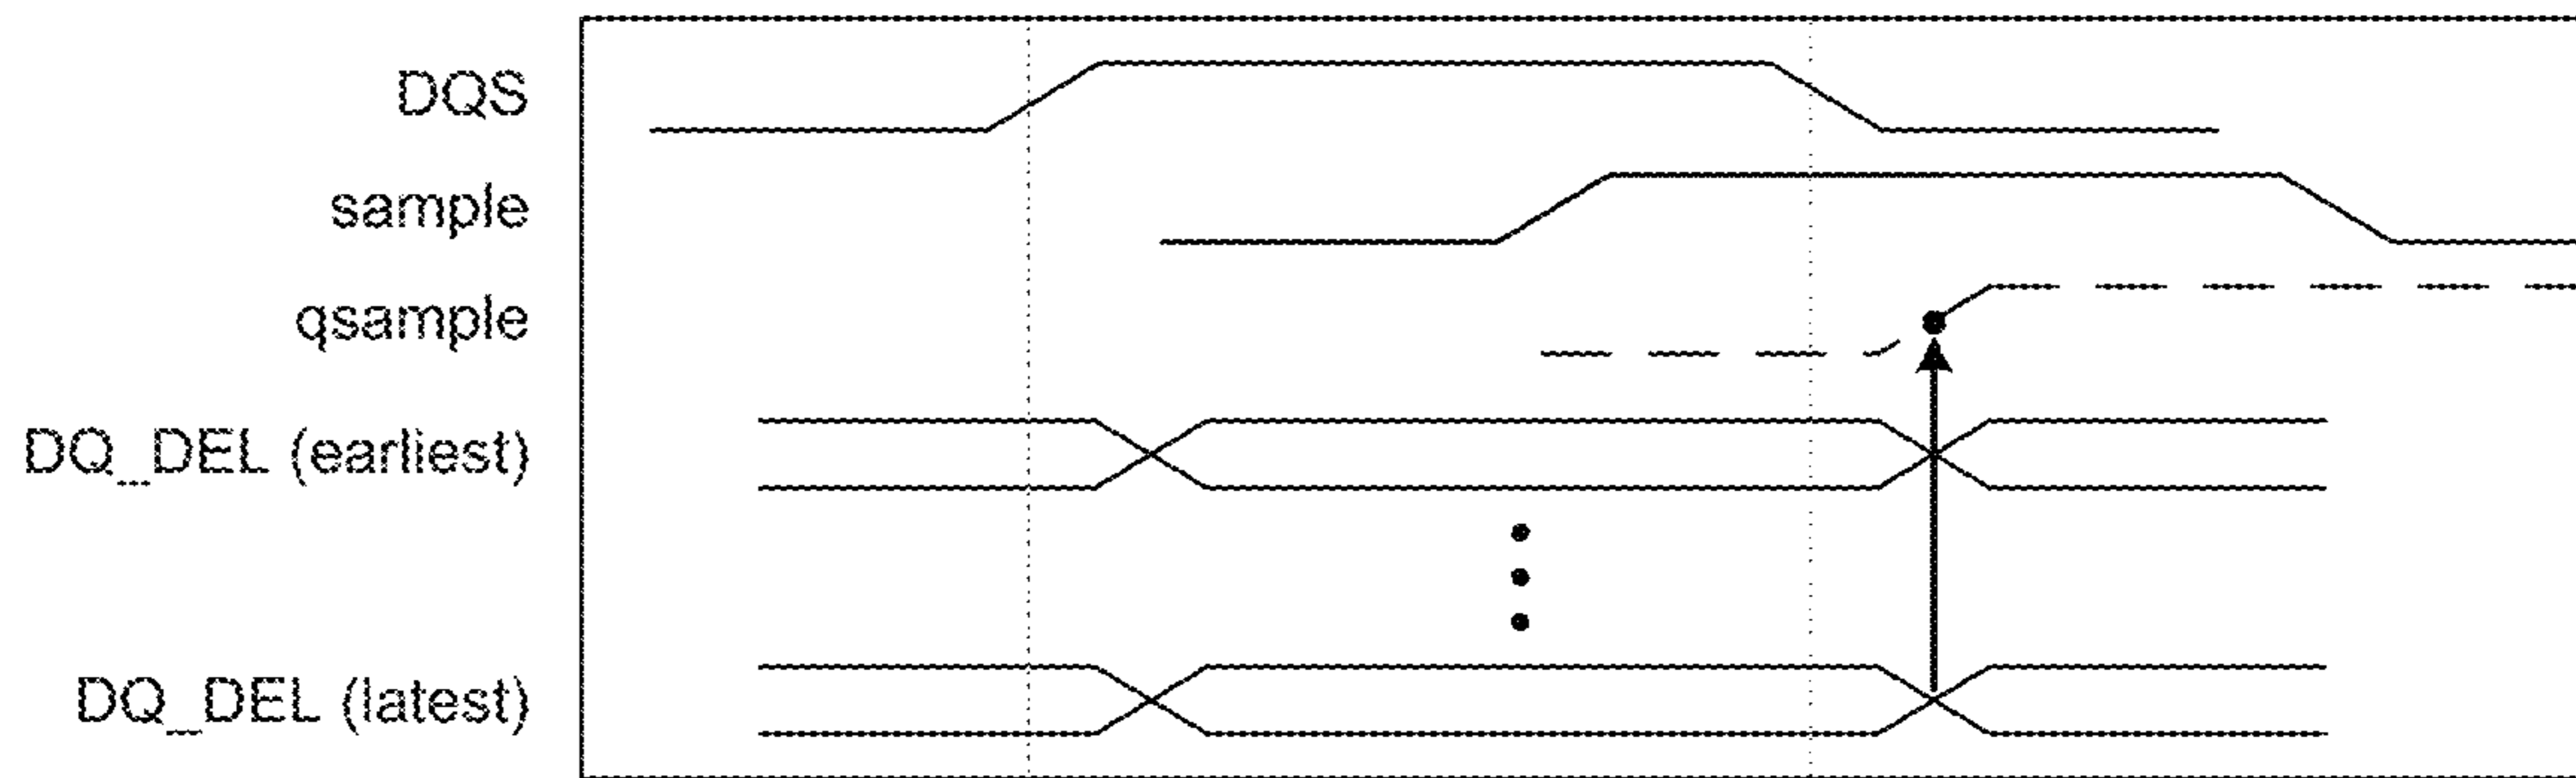 DQS
sample
qsample
DQ_DEL (earliest)
DQ_DEL (latest)